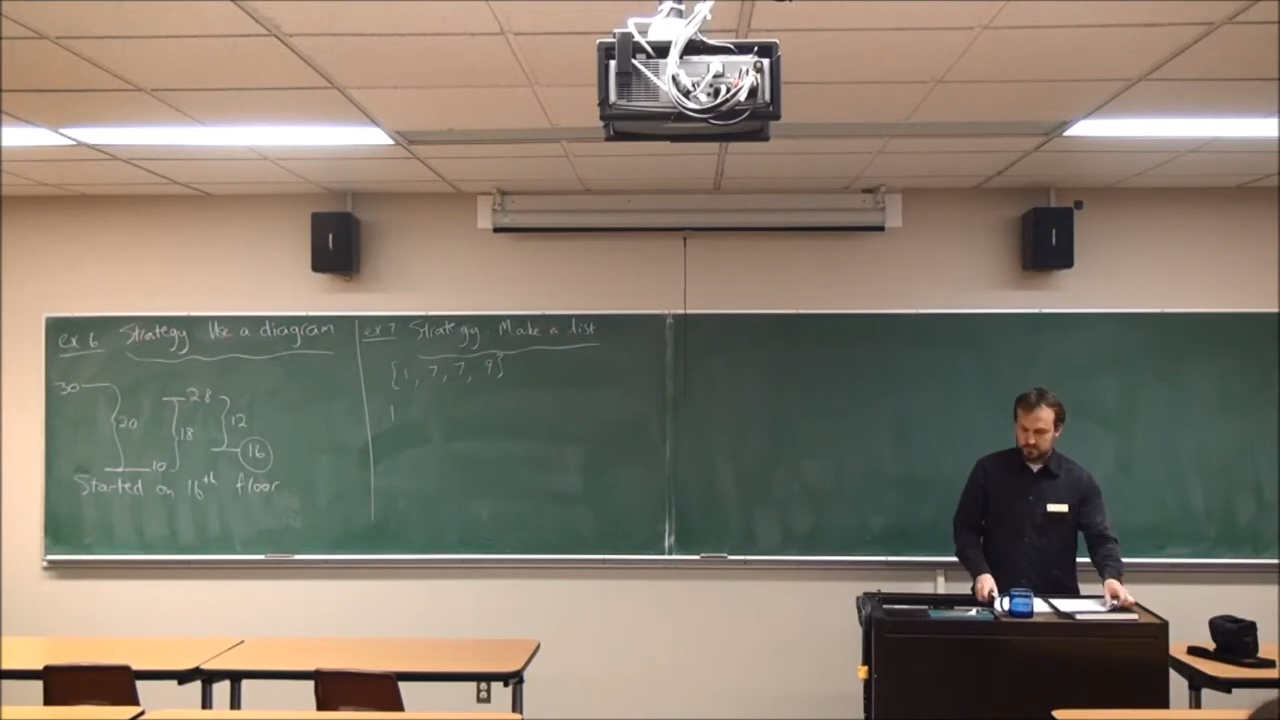 ex 6 Strategy Use a diagram
30
20
10
28
18
12
16
Started on 16th floor
ex 7 Strategy. Make a list
{1, 7, 7, 9}
1